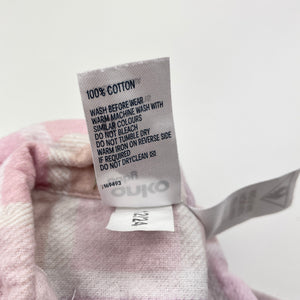 100% COTTON
WASH BEFORE WEAR
WARM MACHINE WASH WITH
SIMILAR COLOURS
DO NOT BLEACH
DO NOT TUMBLE DRY
WARM IRON ON REVERSE SIDE
IF REQUIRED
DO NOT DRYCLEAN